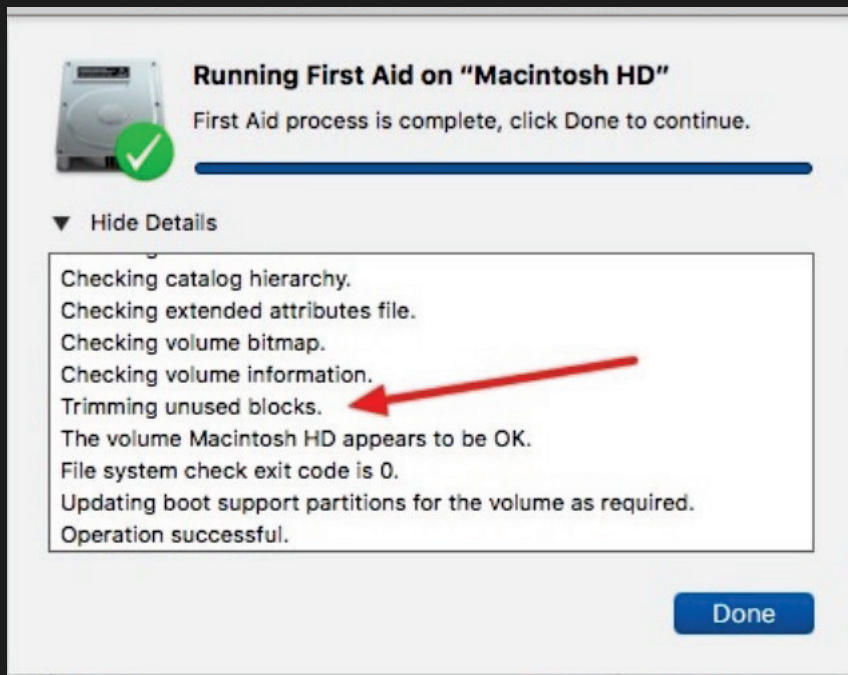 Running First Aid on “Macintosh HD”
First Aid process is complete, click Done to continue.
Hide Details
Checking catalog hierarchy.
Checking extended attributes file.
Checking volume bitmap.
Checking volume information.
Trimming unused blocks.
The volume Macintosh HD appears to be OK.
File system check exit code is 0.
Updating boot support partitions for the volume as required.
Operation successful.
Done